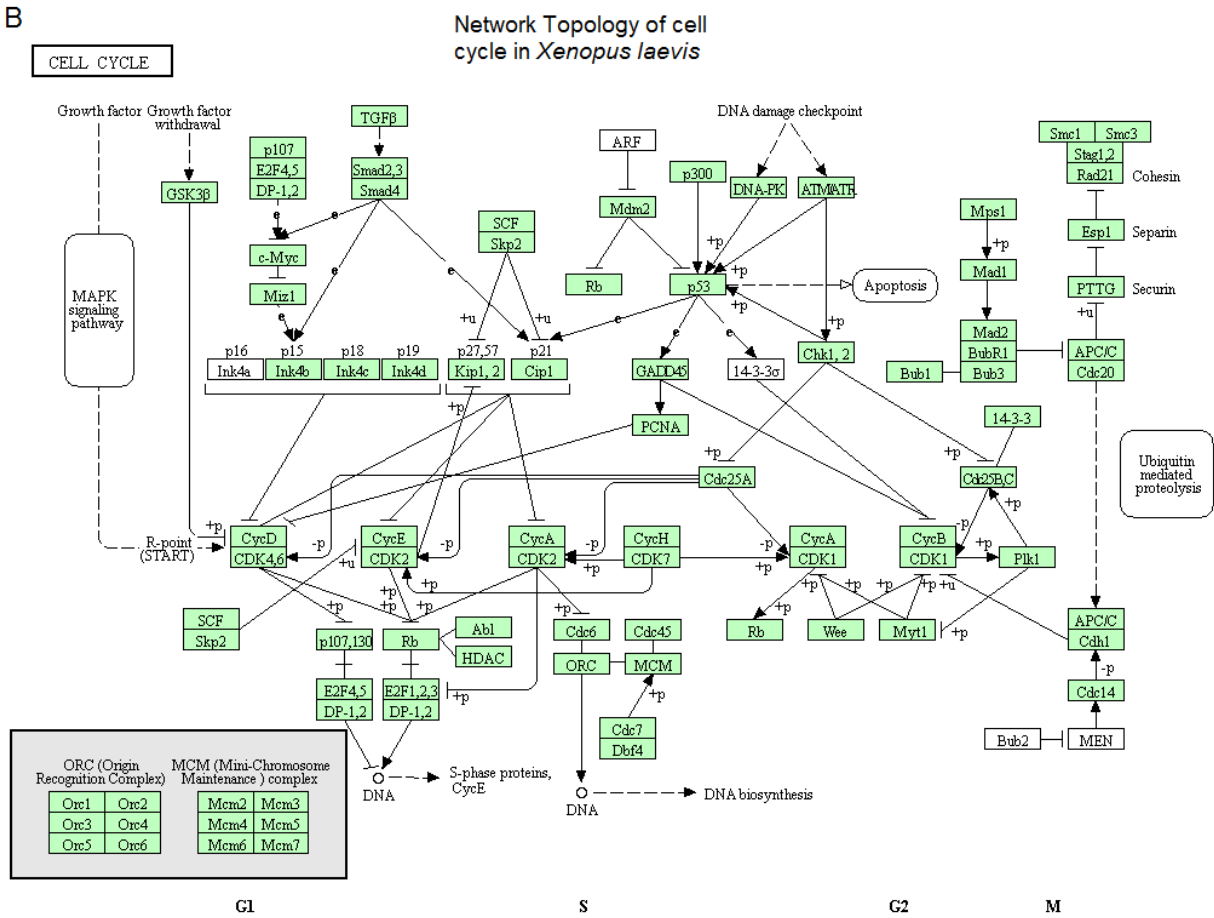 B
Network Topology of cell
cycle in Xenopus laevis
CELL CYCLE
Growth factor
Growth factor
withdrawal
TGFβ
DNA damage checkpoint
Smc1 Smc3
Stag1,2
Rad21
Cohesin
p107
E2F4,5
DP-1,2
Smad2,3
Smad4
ARF
p300
DNA-PK
ATM/ATR
GSK3β
e
e
SCF
Skp2
Mdm2
+p
Mps1
+p
Esp1
Separin
c-Myc
e
e
Rb
p53
+p
+p
+p
Apoptosis
Mad1
PTTG
Securin
MAPK
signaling
pathway
Miz1
e
+u
+u
e
e
e
+p
+u
p16
Ink4a
p15
Ink4b
p18
Ink4c
p19
Ink4d
p27,57
Kip1, 2
p21
Cip1
GADD45
14-3-3σ
Chk1, 2
Mad2
BubR1
Bub3
Bub1
APC/C
Cdc20
+p
PCNA
14-3-3
+p
Cdc25A
+p
Cdc25B,C
Ubiquitin
mediated
proteolysis
R-point
(START)
+p
CycD
CDK4,6
-p
CycE
CDK2
-p
CycA
CDK2
-p
+p
CycH
CDK7
+p
CycA
CDK1
CycB
CDK1
-p
+p
+p
Plk1
+u
+p
+p
+p
+p
+p
+p
+p
+p
+u
SCF
Skp2
p107,130
Rb
Abl
HDAC
Cdc6
Cdc45
Rb
Wee
Myt1
+p
APC/C
Cdh1
ORC
MCM
-p
E2F4,5
DP-1,2
E2F1,2,3
DP-1,2
+p
+p
Cdc14
Cdc7
Dbf4
Bub2
MEN
DNA
S-phase proteins,
CycE
DNA
DNA biosynthesis
ORC (Origin
Recognition Complex)
MCM (Mini-Chromosome
Maintenance ) complex
Orc1 Orc2
Orc3 Orc4
Orc5 Orc6
Mcm2 Mcm3
Mcm4 Mcm5
Mcm6 Mcm7
G1
S
G2
M